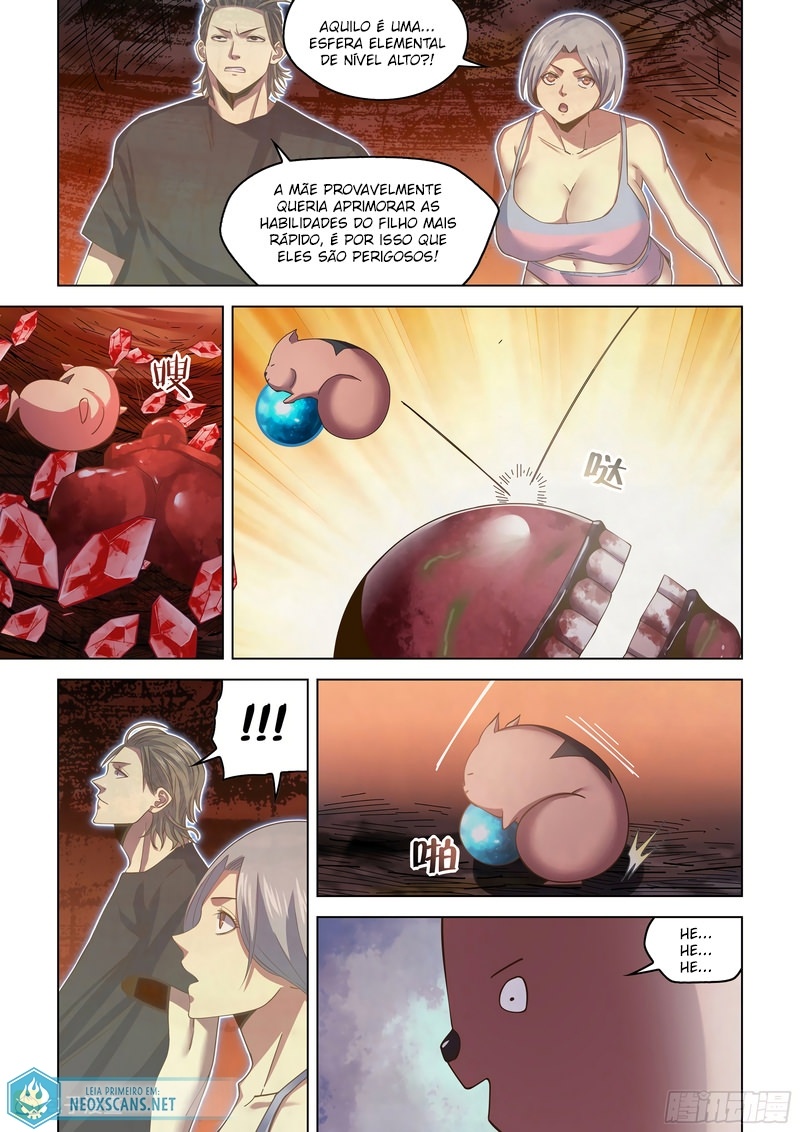 AQUILO É UMA...
ESFERA ELEMENTAL
DE NÍVEL ALTO?!
A MÃE PROVAVELMENTE
QUERIA APRIMORAR AS
HABILIDADES DO FILHO MAIS
RÁPIDO, É POR ISSO QUE
ELES SÃO PERIGOSOS!
嗖
哒
!!!
啪
HE...
HE...
HE...
LEIA PRIMEIRO EM:
NEOXSCANS.NET
腾讯动漫